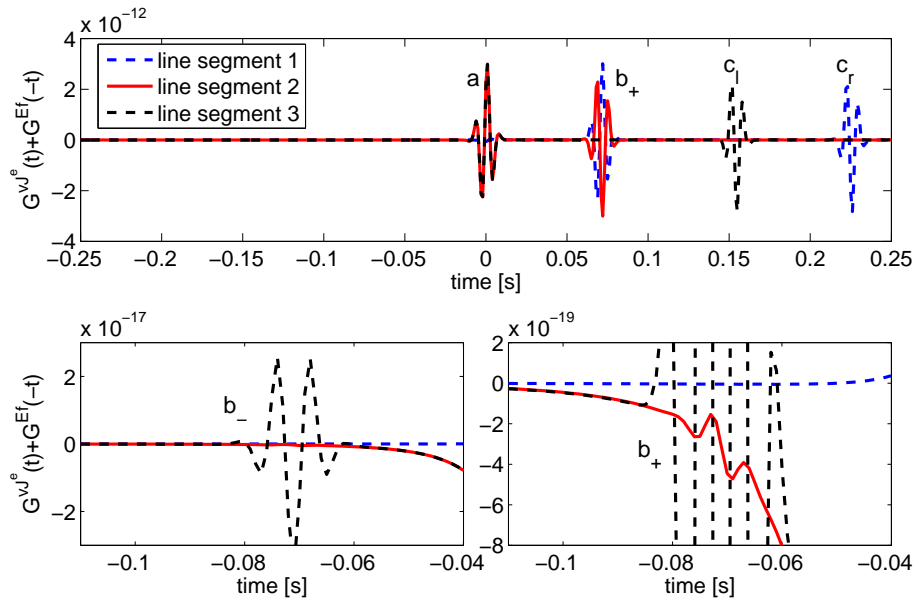 x 10⁻¹²
4
2
0
−2
−4
G^{vJ^e}(t)+G^{Ef}(-t)
line segment 1
line segment 2
line segment 3
a
b₊
c_l
c_r
−0.25 −0.2 −0.15 −0.1 −0.05 0 0.05 0.1 0.15 0.2 0.25
time [s]
x 10⁻¹⁷
2
0
−2
G^{vJ^e}(t)+G^{Ef}(-t)
b₋
−0.1 −0.08 −0.06 −0.04
time [s]
x 10⁻¹⁹
2
0
−2
−4
−6
−8
b₊
−0.1 −0.08 −0.06 −0.04
time [s]